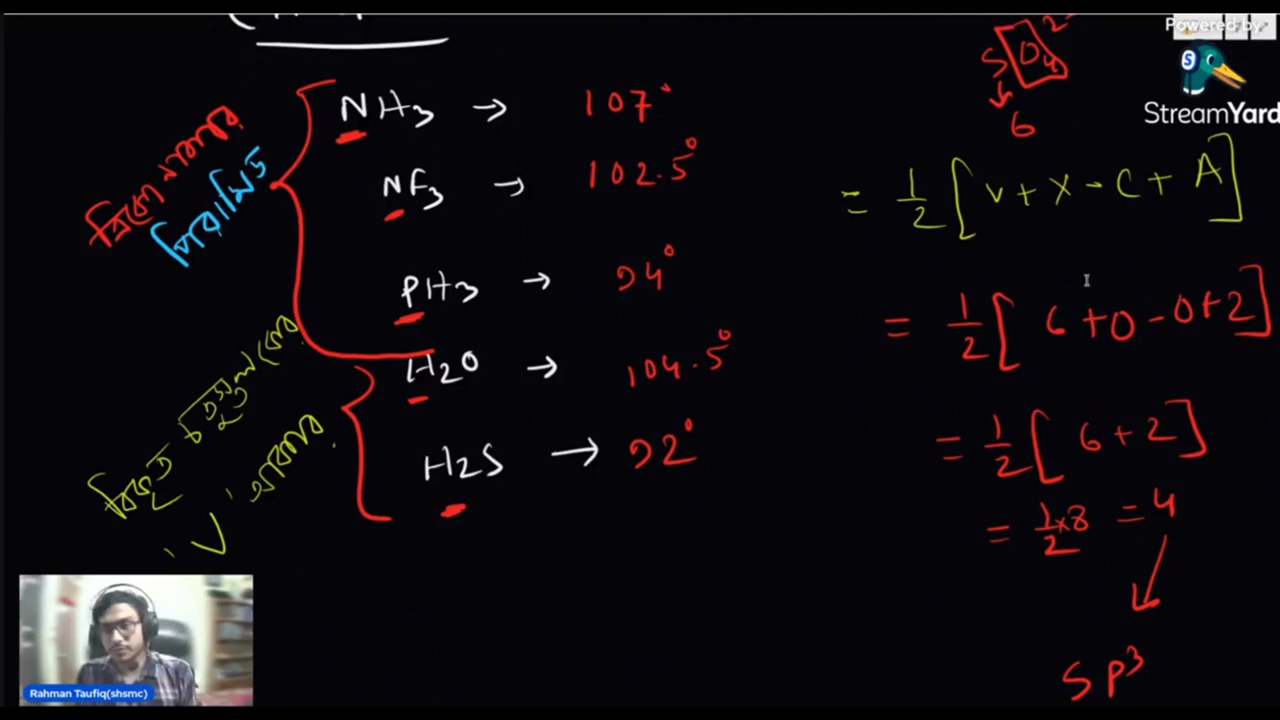 SO4 2-
6
Powered by
StreamYard
NH3 → 107°
NF3 → 102.5°
PH3 → 94°
H2O → 104.5°
H2S → 92°
পিরামিড
'V'
= 1/2 [V + X - C + A]
= 1/2 [6 + 0 - 0 + 2]
= 1/2 [6 + 2]
= 1/2 × 8 = 4
SP3
Rahman Taufiq(shsmc)